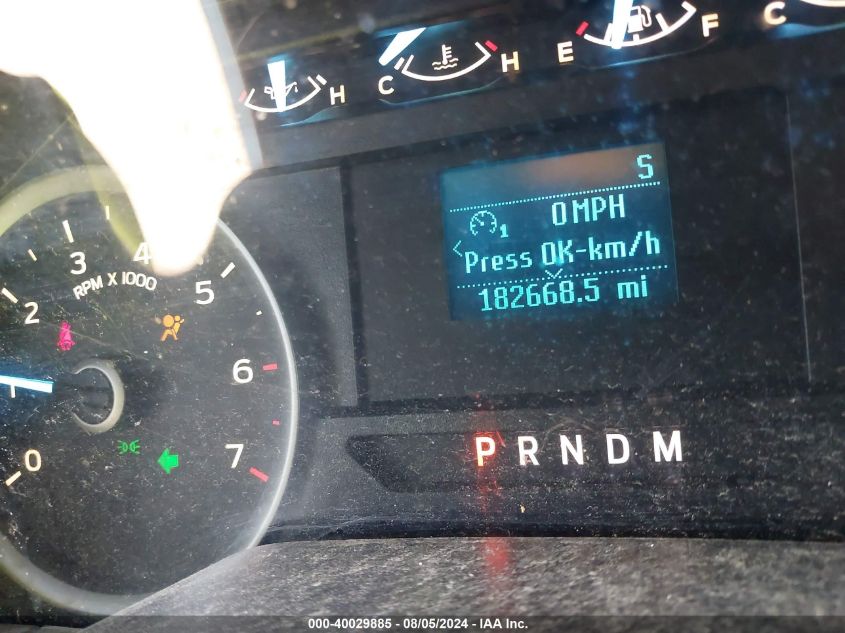 H
C H
E F
C
S
0 MPH
1
Press OK-km/h
182668.5 mi
0 2 3 4 5 6 7
RPM X 1000
P R N D M
000-40029885 - 08/05/2024 - IAA Inc.